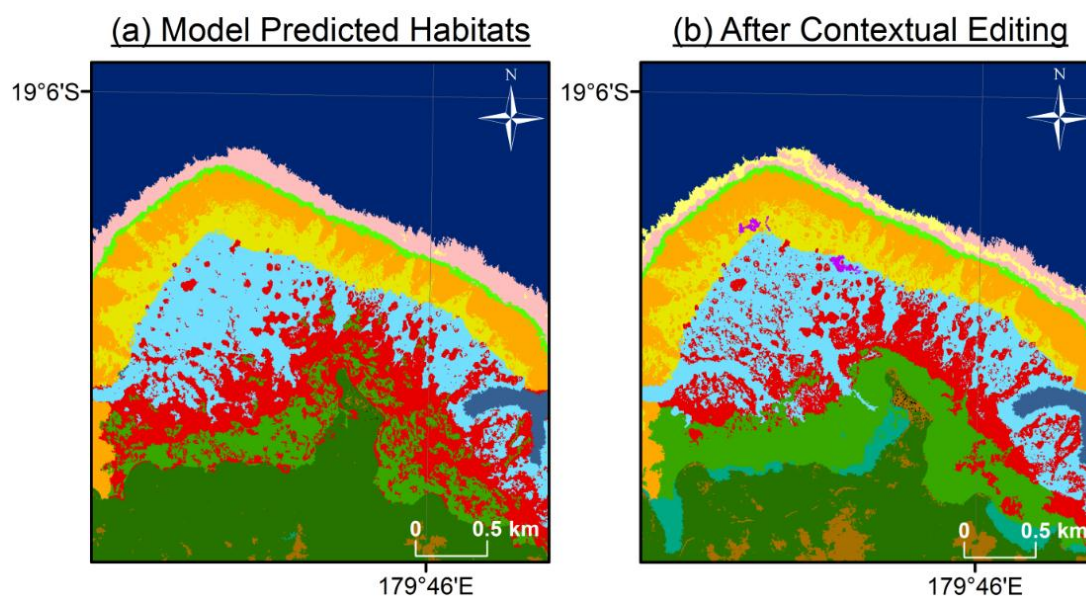 (a) Model Predicted Habitats
(b) After Contextual Editing
19°6'S
N
0 0.5 km
179°46'E
19°6'S
N
0 0.5 km
179°46'E